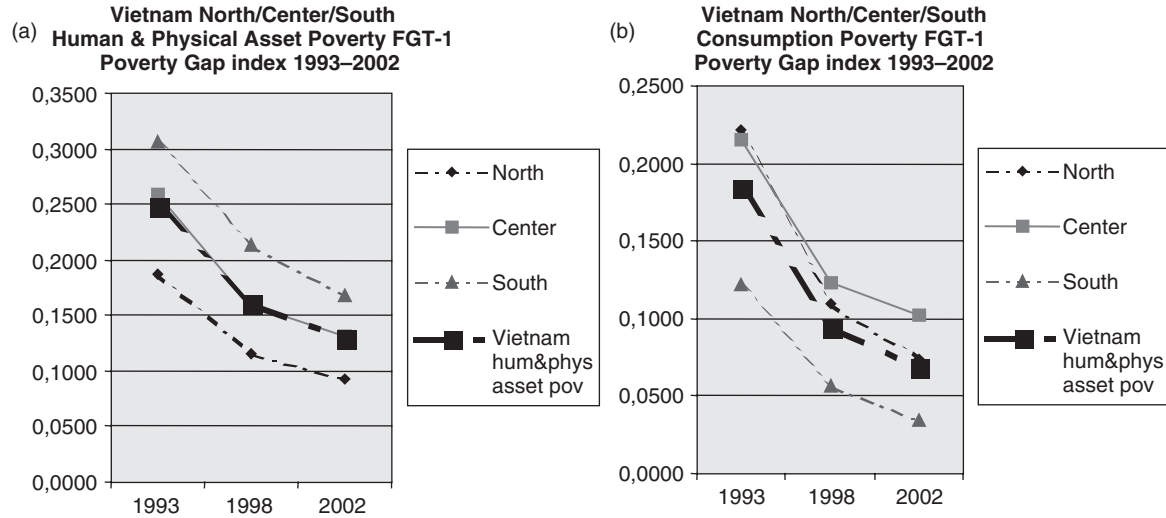 (a)
Vietnam North/Center/South
Human & Physical Asset Poverty FGT-1
Poverty Gap index 1993–2002
0,3500
0,3000
0,2500
0,2000
0,1500
0,1000
0,0500
0,0000
1993
1998
2002
North
Center
South
Vietnam
hum&phys
asset pov
(b)
Vietnam North/Center/South
Consumption Poverty FGT-1
Poverty Gap index 1993–2002
0,2500
0,2000
0,1500
0,1000
0,0500
0,0000
1993
1998
2002
North
Center
South
Vietnam
hum&phys
asset pov